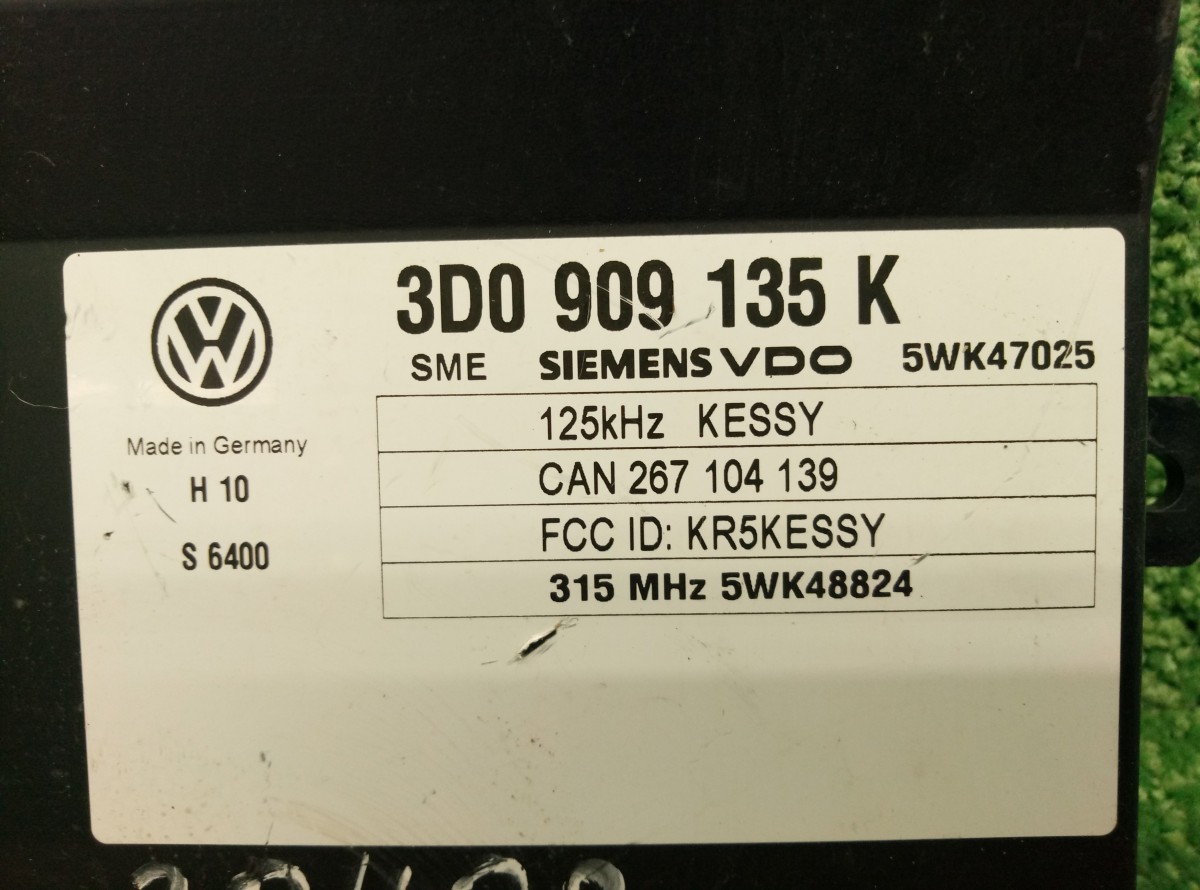 3D0 909 135 K
SME SIEMENS VDO 5WK47025
125kHz KESSY
CAN 267 104 139
FCC ID: KR5KESSY
315 MHz 5WK48824
Made in Germany
H 10
S 6400